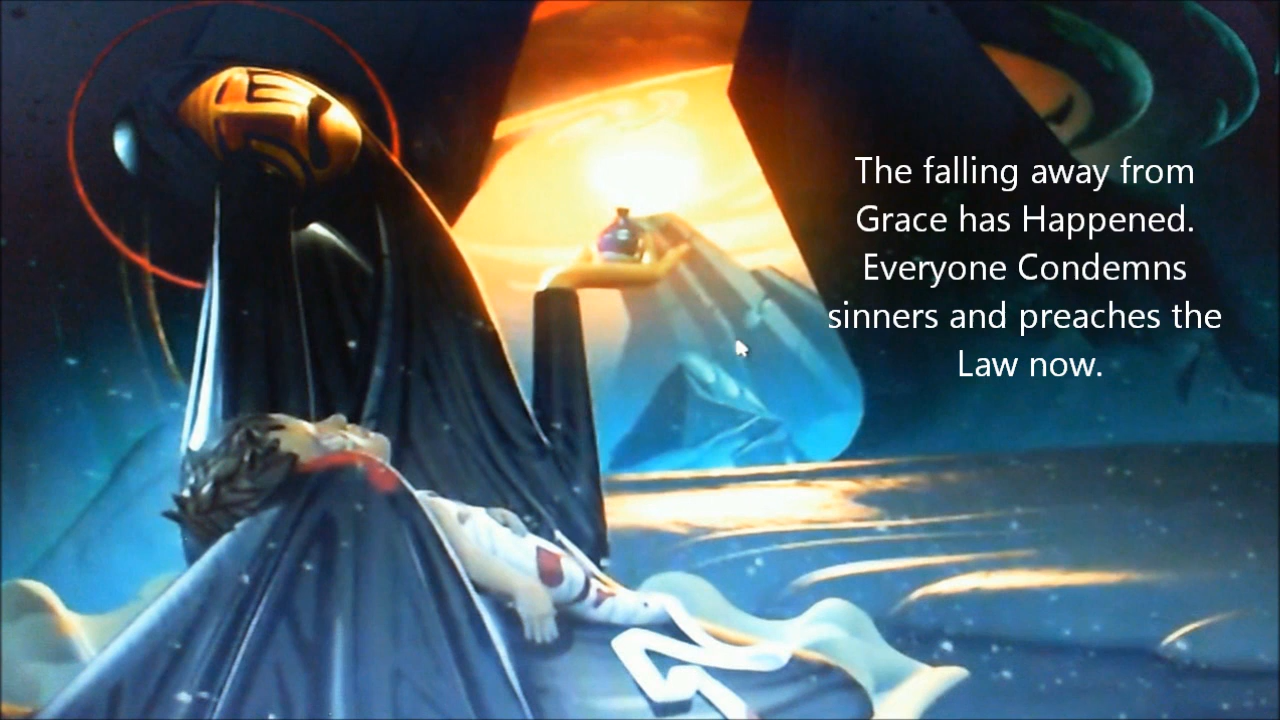 The falling away from
Grace has Happened.
Everyone Condemns
sinners and preaches the
Law now.